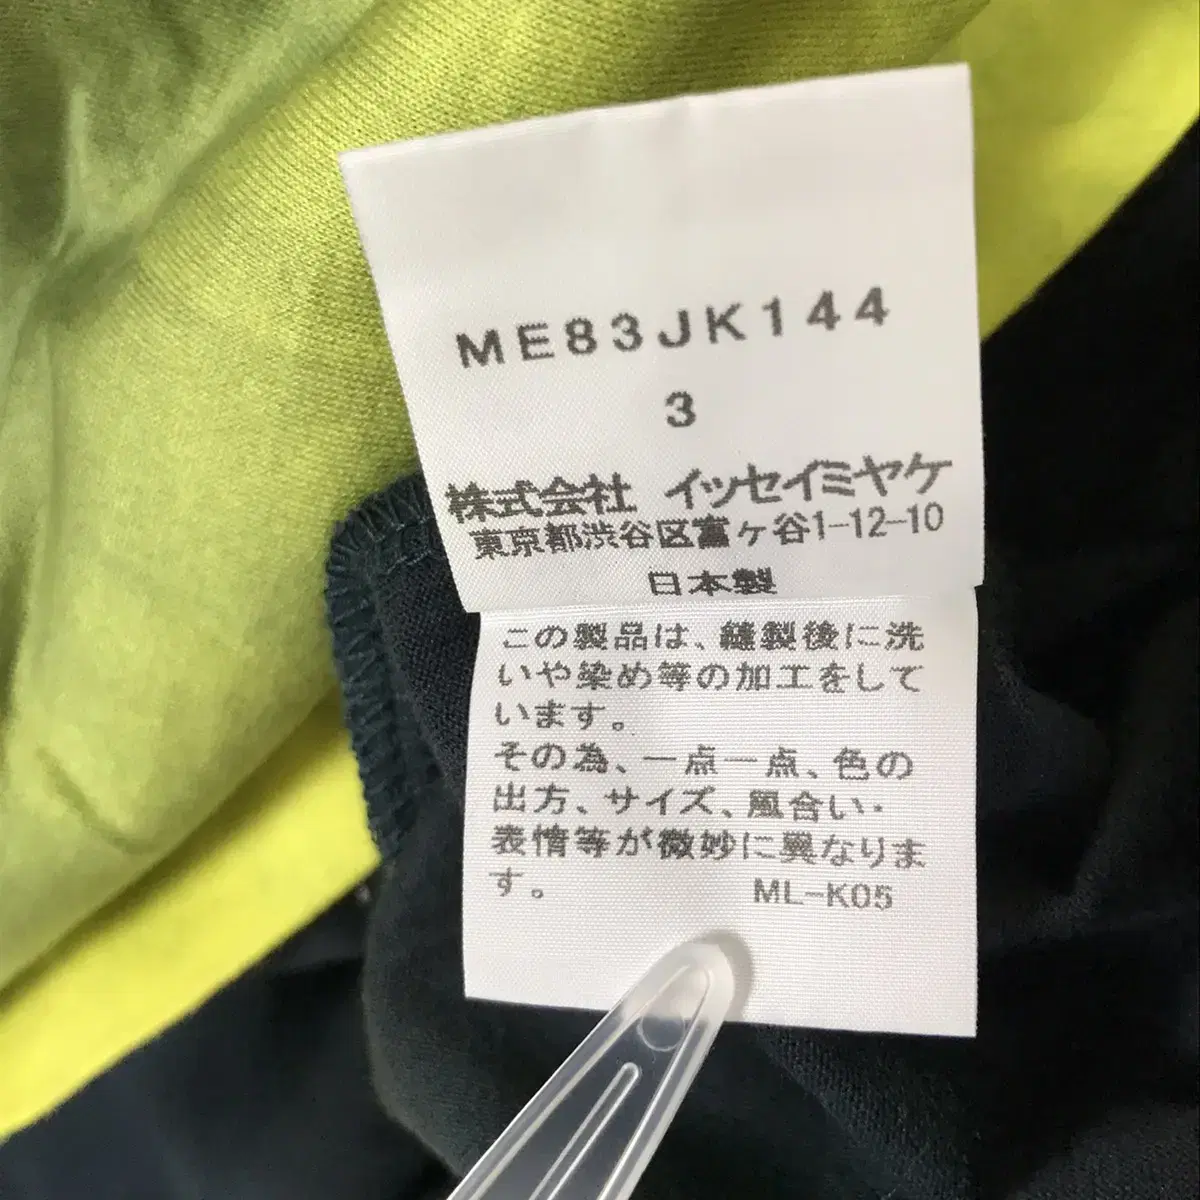 ME83JK144
3
株式会社 イッセイミヤケ
東京都渋谷区富ヶ谷1-12-10
日本製
この製品は、縫製後に洗
いや染め等の加工をして
います。
その為、一点一点、色の
出方、サイズ、風合い・
表情等が微妙に異なりま
す。 ML-K05